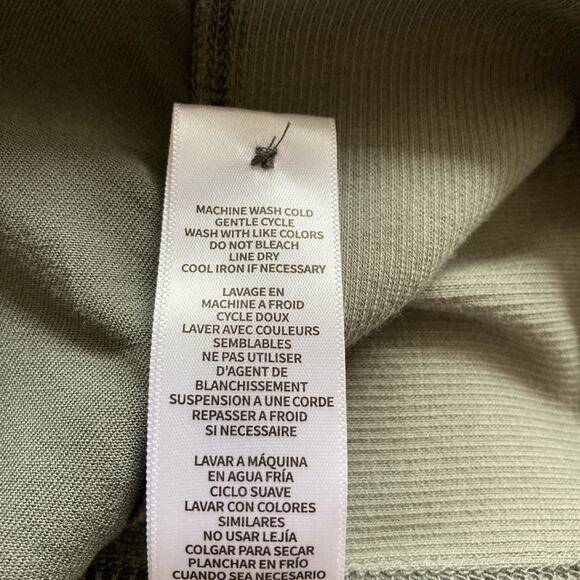 MACHINE WASH COLD
GENTLE CYCLE
WASH WITH LIKE COLORS
DO NOT BLEACH
LINE DRY
COOL IRON IF NECESSARY
LAVAGE EN
MACHINE A FROID
CYCLE DOUX
LAVER AVEC COULEURS
SEMBLABLES
NE PAS UTILISER
D'AGENT DE
BLANCHISSEMENT
SUSPENSION A UNE CORDE
REPASSER A FROID
SI NECESSAIRE
LAVAR A MÁQUINA
EN AGUA FRÍA
CICLO SUAVE
LAVAR CON COLORES
SIMILARES
NO USAR LEJÍA
COLGAR PARA SECAR
PLANCHAR EN FRÍO
CUANDO SEA NECESARIO